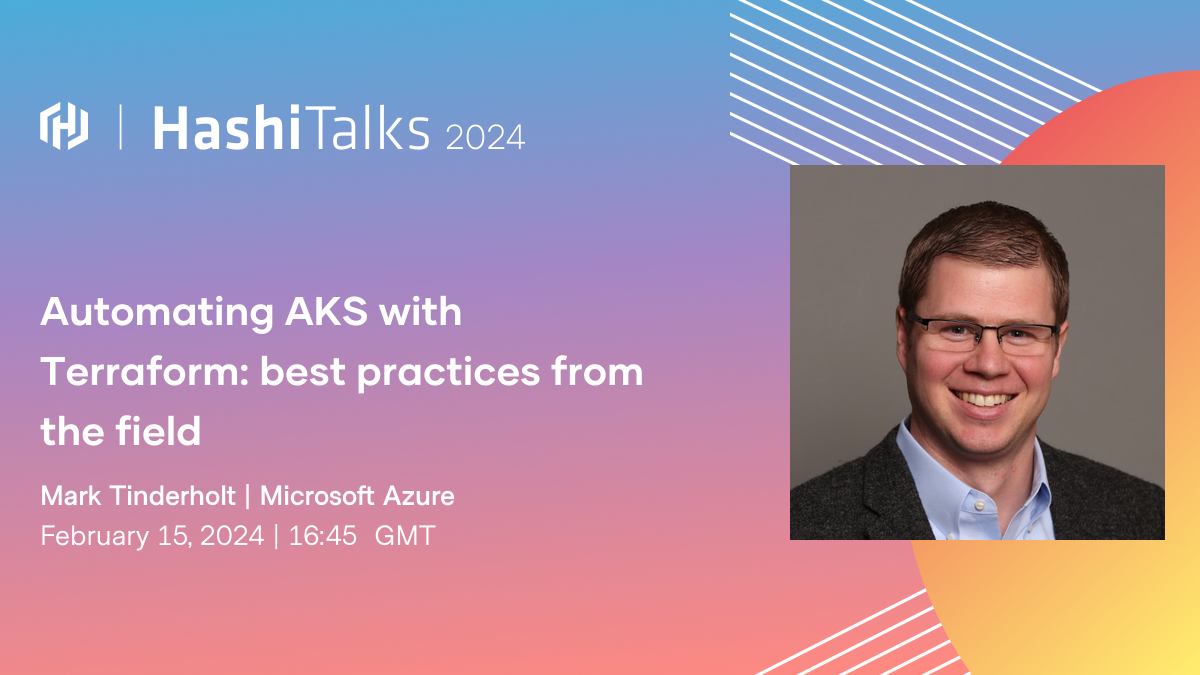 HashiTalks 2024
Automating AKS with
Terraform: best practices from
the field
Mark Tinderholt | Microsoft Azure
February 15, 2024 | 16:45 GMT